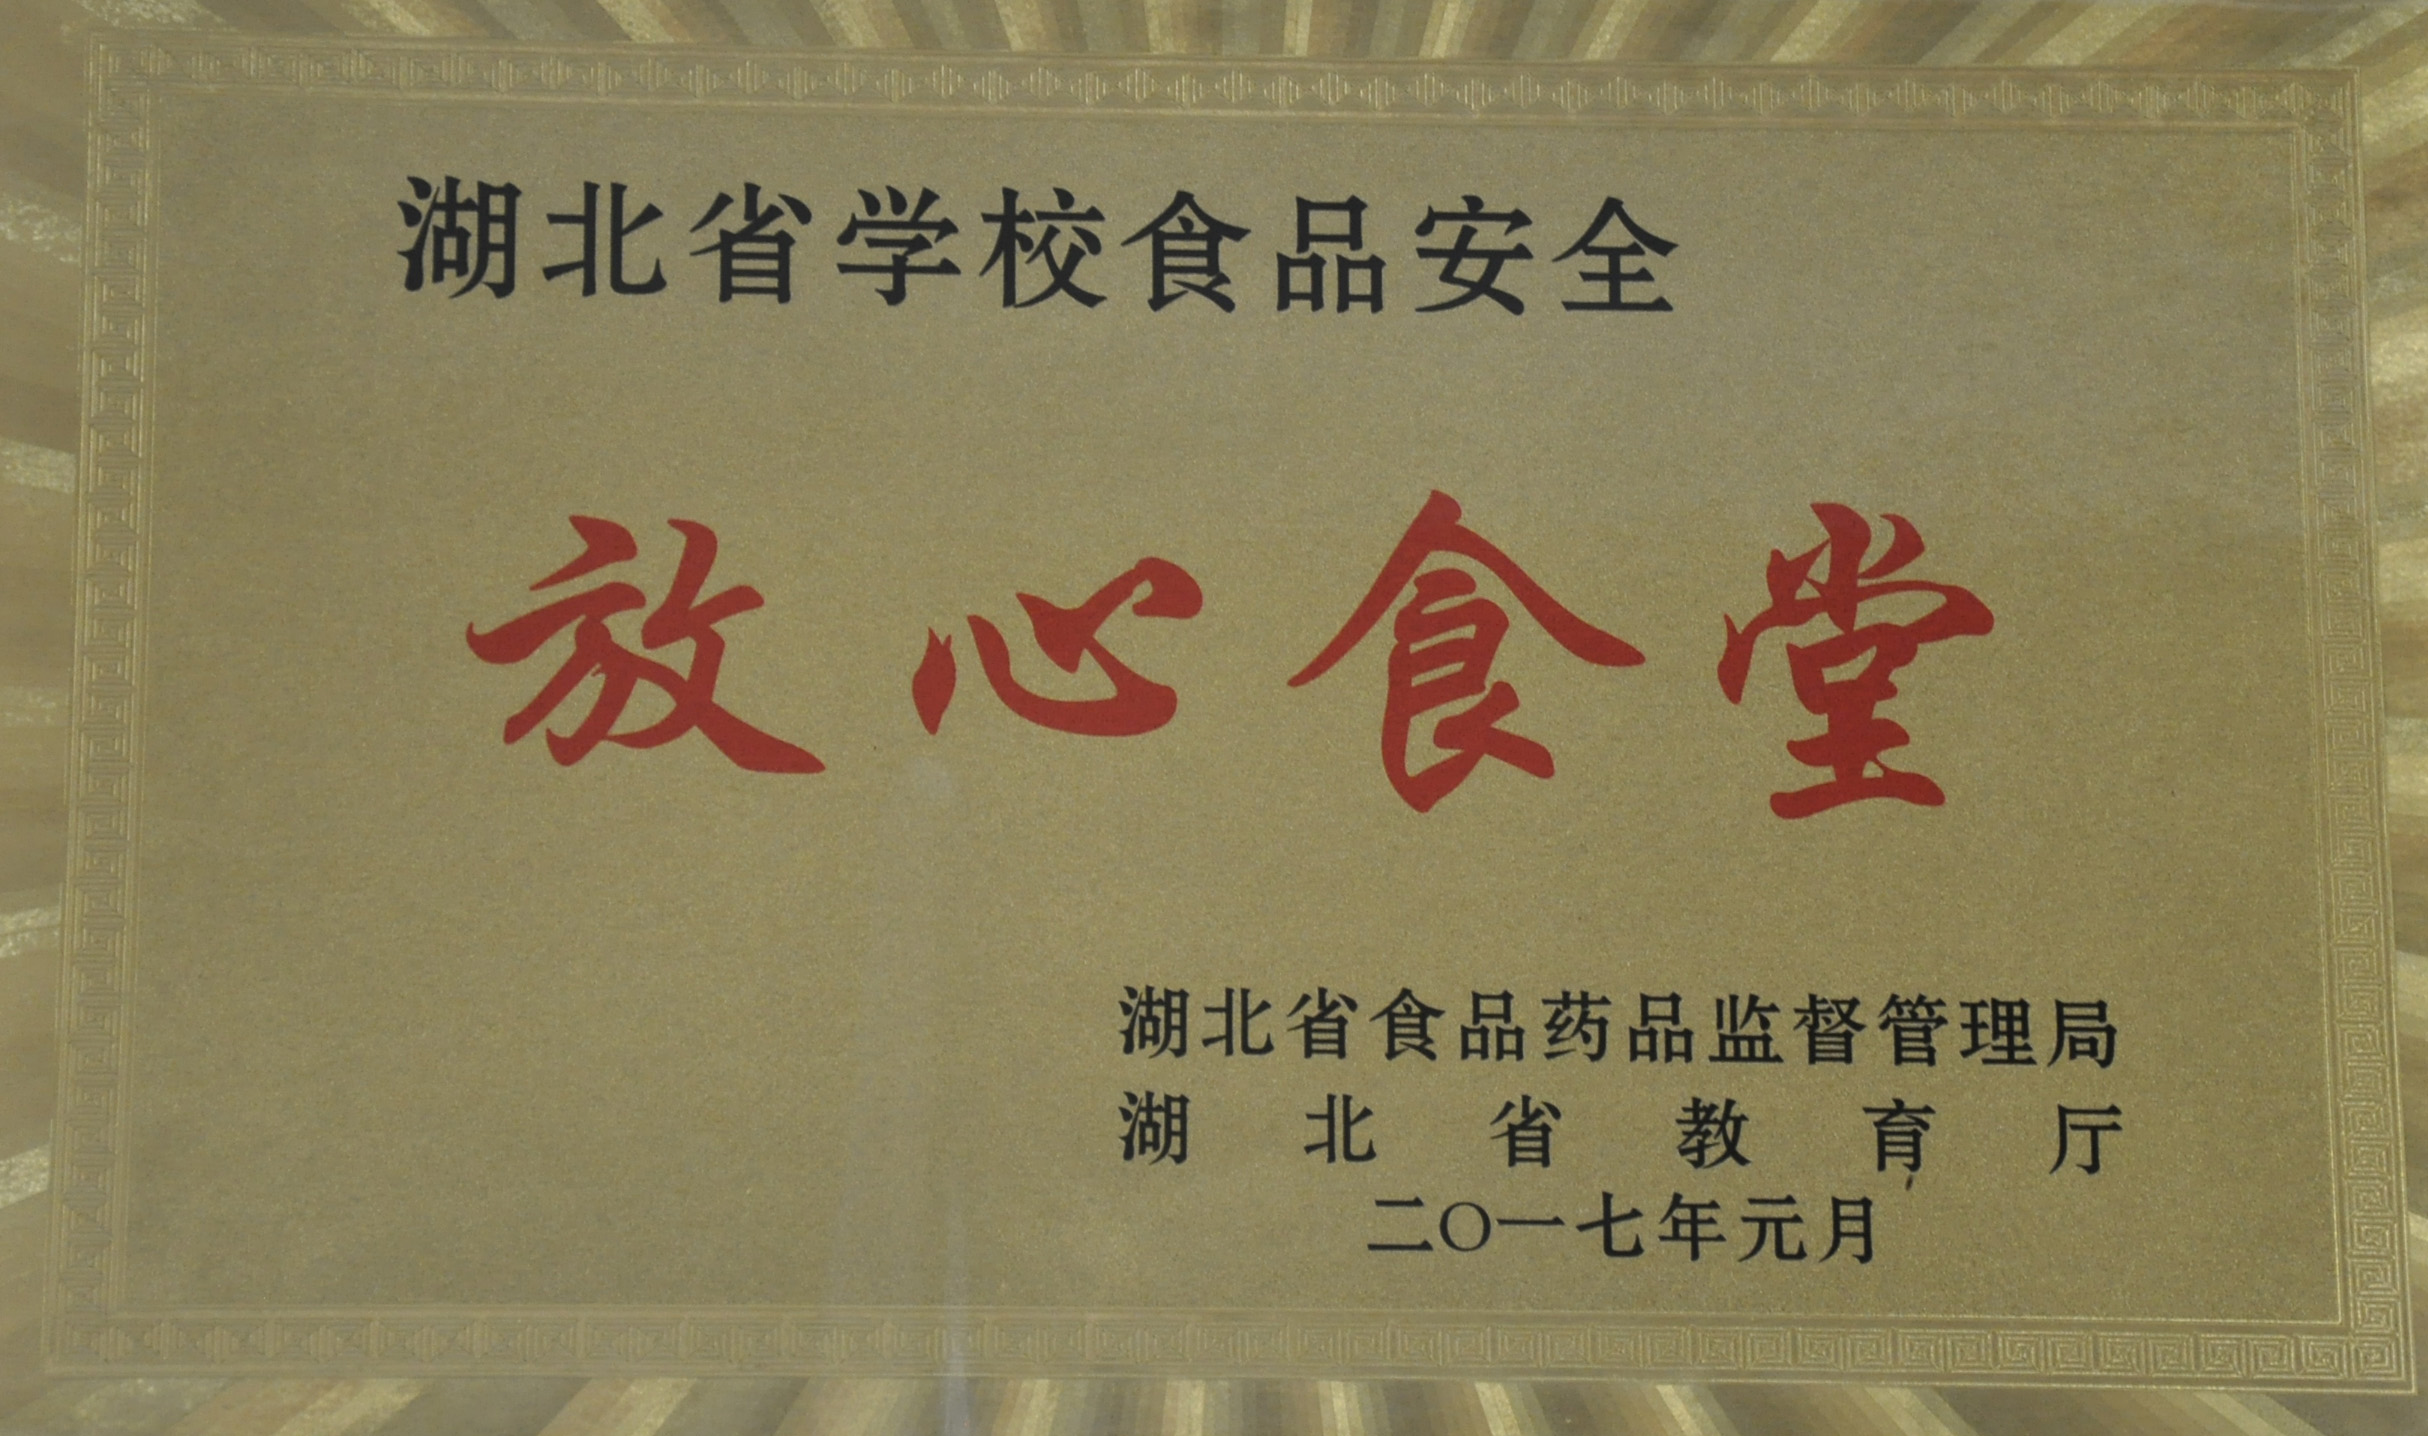 湖北省学校食品安全
放心食堂
湖北省食品药品监督管理局
湖北省教育厅
二〇一七年元月